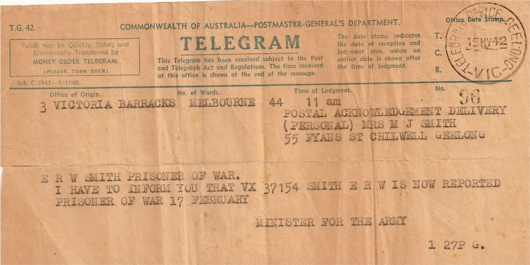 T.G. 42.
COMMONWEALTH OF AUSTRALIA—POSTMASTER-GENERAL'S DEPARTMENT.
Office Date Stamp.
Funds may be Quickly, Safely and
Economically Transferred by
MONEY ORDER TELEGRAM.
(PLEASE TURN OVER)
Sch. C.3941—8/1940.
TELEGRAM
This Telegram has been received subject to the Post
and Telegraph Act and Regulations. The time received
at this office is shown at the end of the message.
The date stamp indicates
the date of reception and
lodgment also, unless an
earlier date is shown after
the time of lodgment.
T.
C.
B.
TELEGRAPH OFFICE GEELONG
VIC
42
Office of Origin.
No. of Words.
Time of Lodgment.
No.
96
3 VICTORIA BARRACKS MELBOURNE 44 11 am
POSTAL ACKNOWLEDGEMENT DELIVERY
(PERSONAL) MRS M J SMITH
55 FYANS ST CHILWELL GEELONG
E R W SMITH PRISONER OF WAR.
I HAVE TO INFORM YOU THAT VX 37154 SMITH E R W IS NOW REPORTED
PRISONER OF WAR 17 FEBRUARY
MINISTER FOR THE ARMY
1 27P G.